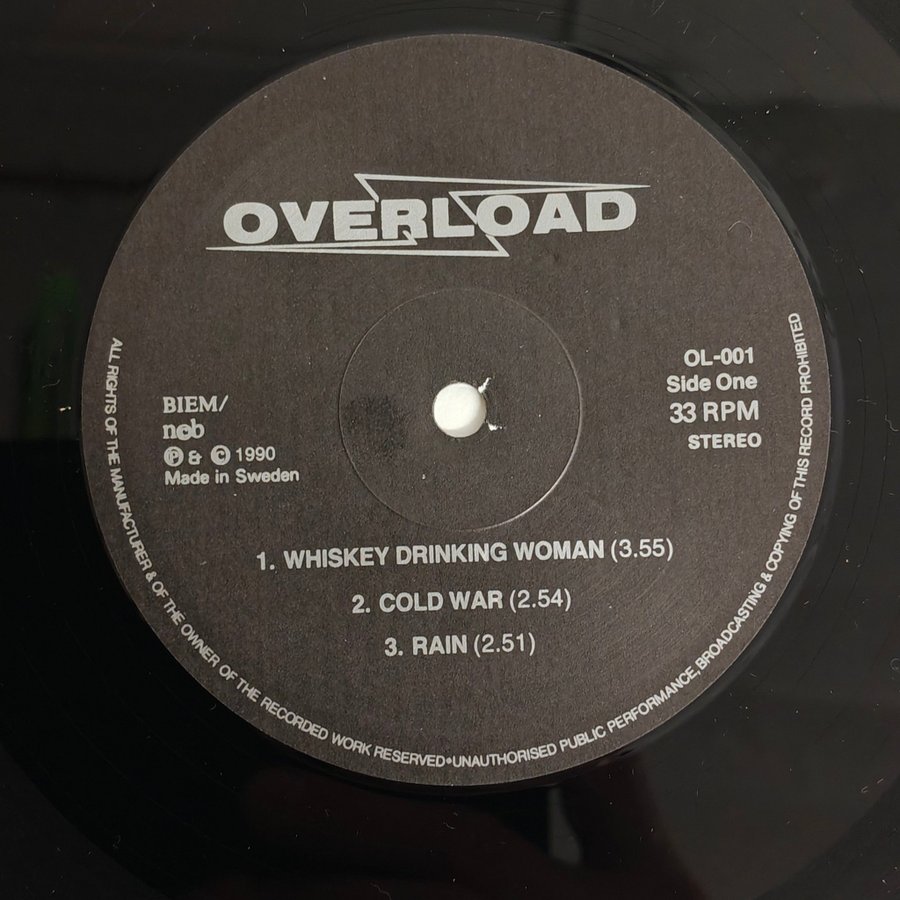 OVERLOAD
BIEM/
ncb
Ⓟ & © 1990
Made in Sweden
OL-001
Side One
33 RPM
STEREO
1. WHISKEY DRINKING WOMAN (3.55)
2. COLD WAR (2.54)
3. RAIN (2.51)
ALL RIGHTS OF THE MANUFACTURER & OF THE OWNER OF THE RECORDED WORK RESERVED•UNAUTHORISED PUBLIC PERFORMANCE, BROADCASTING & COPYING OF THIS RECORD PROHIBITED